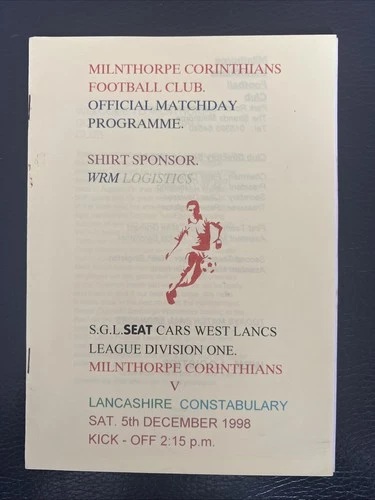 MILNTHORPE CORINTHIANS
FOOTBALL CLUB.
OFFICIAL MATCHDAY
PROGRAMME.
SHIRT SPONSOR.
WRM LOGISTICS
S.G.L.SEAT CARS WEST LANCS
LEAGUE DIVISION ONE.
MILNTHORPE CORINTHIANS
V
LANCASHIRE CONSTABULARY
SAT. 5th DECEMBER 1998
KICK - OFF 2:15 p.m.